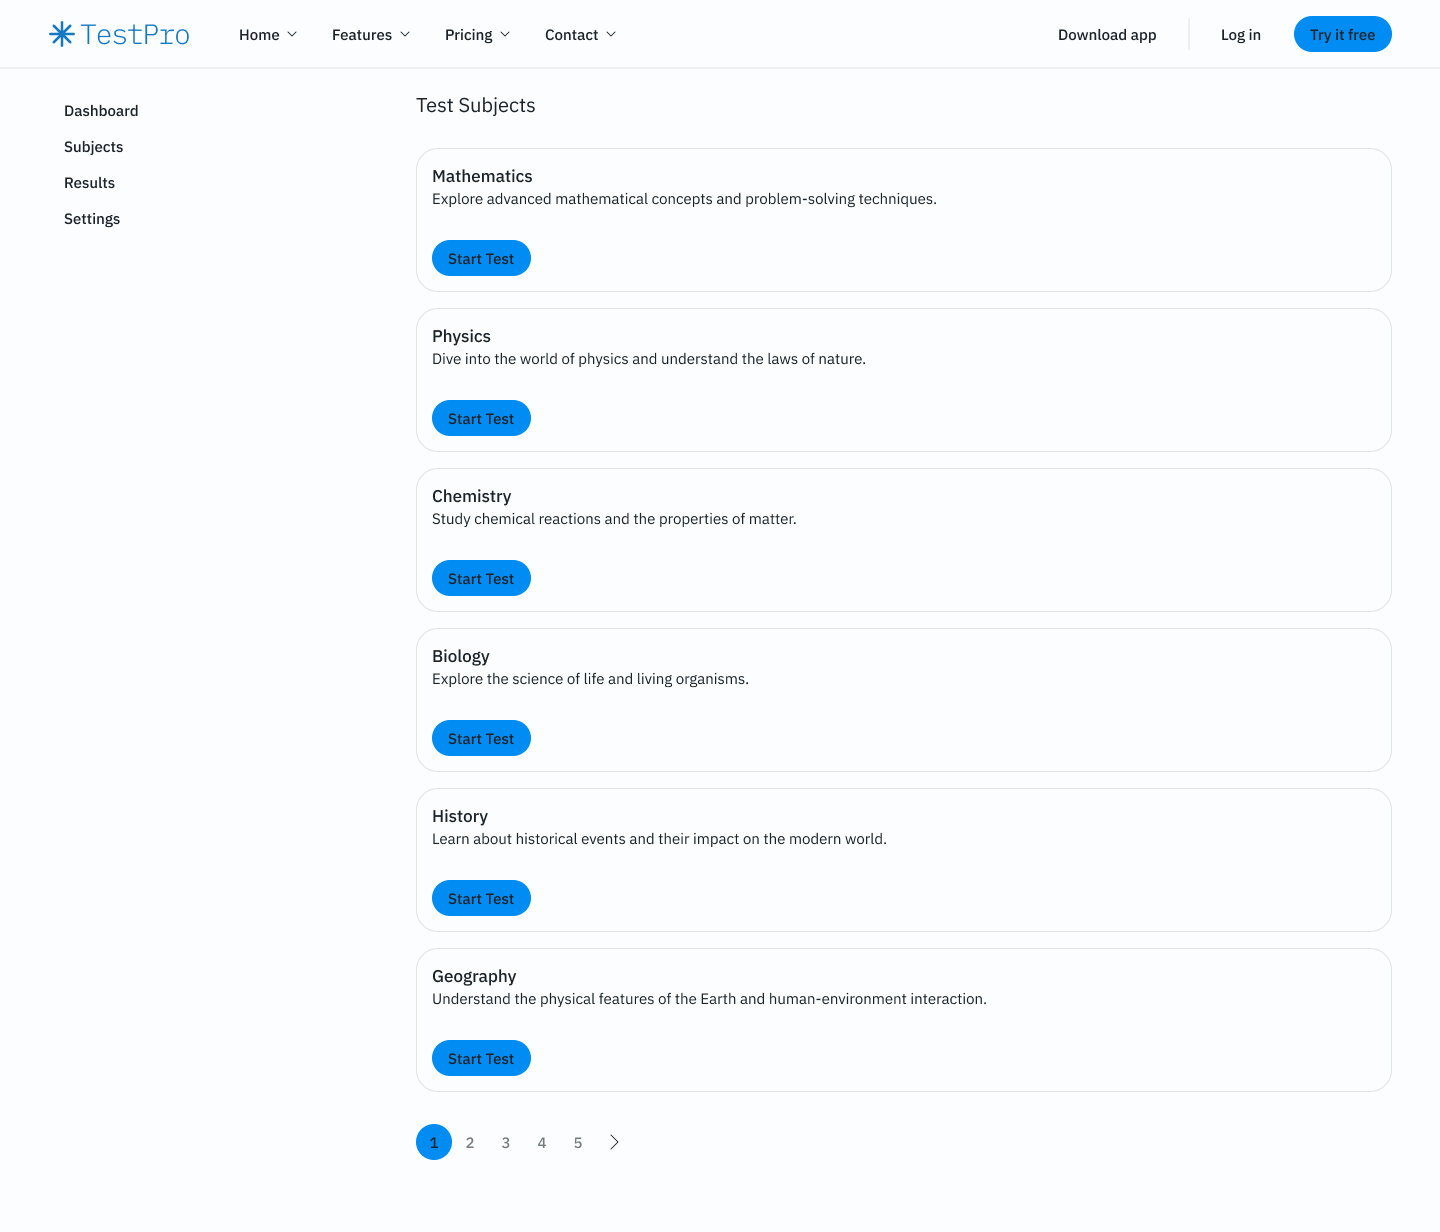 TestPro
Home
Features
Pricing
Contact
Download app
Log in
Try it free
Dashboard
Subjects
Results
Settings
Test Subjects
Mathematics
Explore advanced mathematical concepts and problem-solving techniques.
Start Test
Physics
Dive into the world of physics and understand the laws of nature.
Start Test
Chemistry
Study chemical reactions and the properties of matter.
Start Test
Biology
Explore the science of life and living organisms.
Start Test
History
Learn about historical events and their impact on the modern world.
Start Test
Geography
Understand the physical features of the Earth and human-environment interaction.
Start Test
1 2 3 4 5